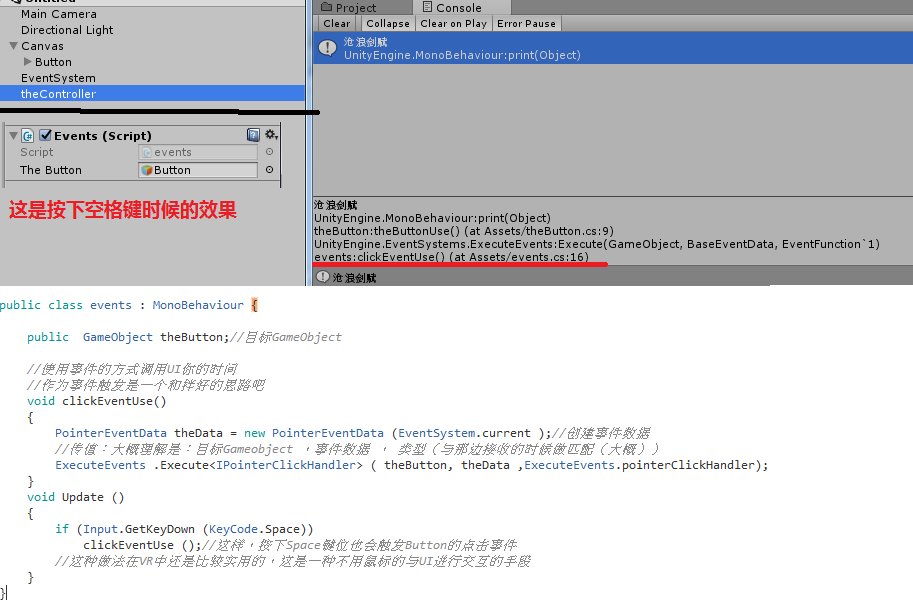 Untitled
Main Camera
Directional Light
Canvas
Button
EventSystem
theController
Events (Script)
Script
events
The Button
Button
这是按下空格键时候的效果
Project
Console
Clear
Collapse
Clear on Play
Error Pause
沧浪剑赋
UnityEngine.MonoBehaviour:print(Object)
沧浪剑赋
UnityEngine.MonoBehaviour:print(Object)
theButton:theButtonUse() (at Assets/theButton.cs:9)
UnityEngine.EventSystems.ExecuteEvents:Execute(GameObject, BaseEventData, EventFunction`1)
events:clickEventUse() (at Assets/events.cs:16)
沧浪剑赋
public class events : MonoBehaviour {
public  GameObject theButton;//目标GameObject
//使用事件的方式调用UI你的时间
//作为事件触发是一个和拌好的思路吧
void clickEventUse()
{
PointerEventData theData = new PointerEventData (EventSystem.current );//创建事件数据
//传值：大概理解是：目标Gameobject ，事件数据 ， 类型（与那边接收的时候做匹配（大概））
ExecuteEvents .Execute<IPointerClickHandler> ( theButton, theData ,ExecuteEvents.pointerClickHandler);
}
void Update ()
{
if (Input.GetKeyDown (KeyCode.Space))
clickEventUse ();//这样，按下Space键位也会触发Button的点击事件
//这种做法在VR中还是比较实用的，这是一种不用鼠标的与UI进行交互的手段
}
}